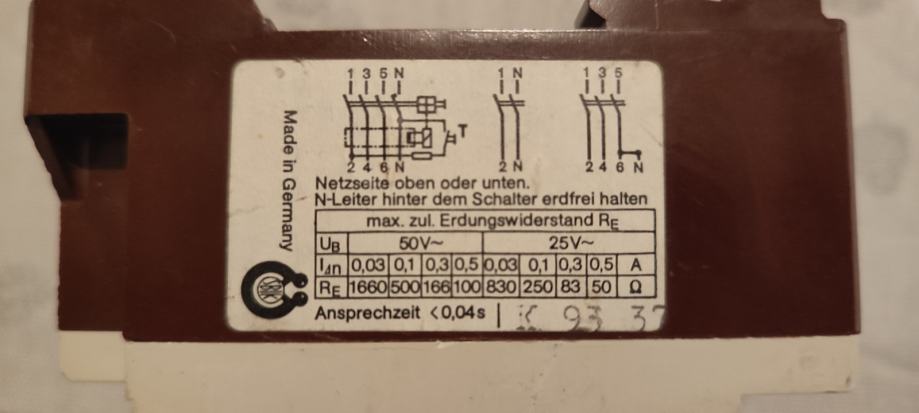 1 3 5 N
1 N
1 3 5
T
2 4 6 N
2 N
2 4 6 N
Made in Germany
Netzseite oben oder unten.
N-Leiter hinter dem Schalter erdfrei halten
max. zul. Erdungswiderstand RE
UB 50V~ 25V~
IΔn 0,03 0,1 0,3 0,5 0,03 0,1 0,3 0,5 A
RE 1660 500 166 100 830 250 83 50 Ω
Ansprechzeit <0,04s | 93 37